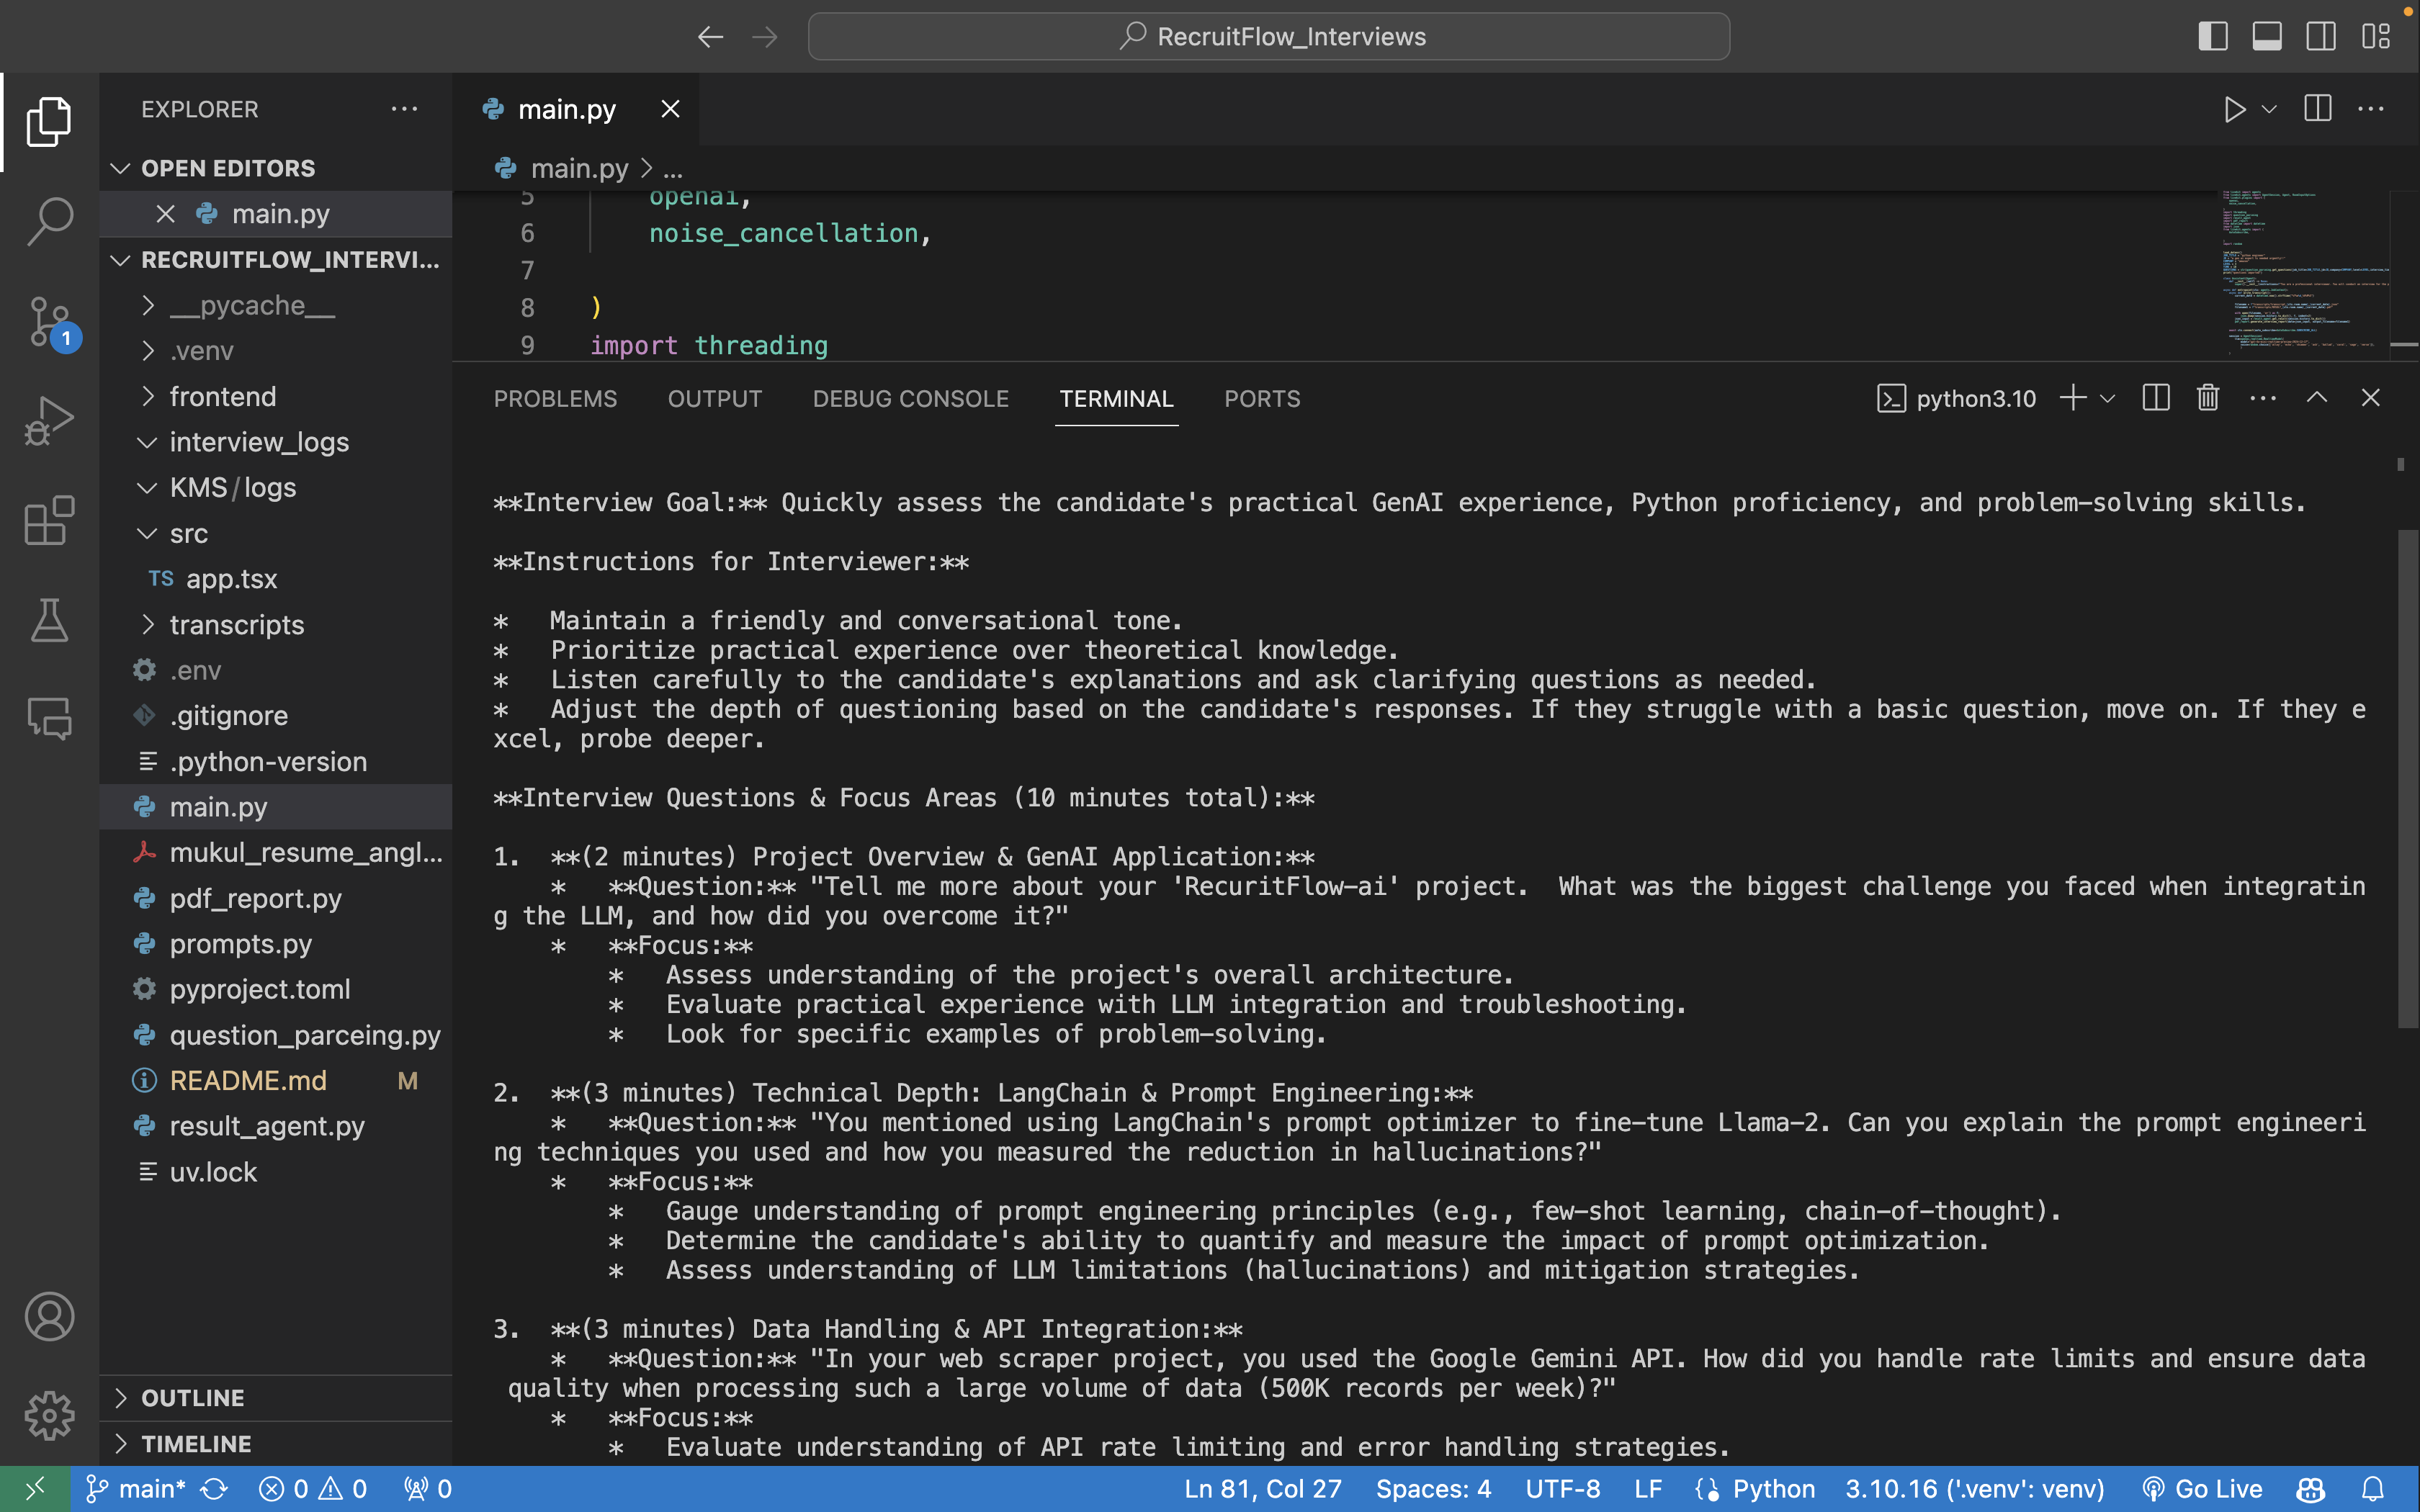 RecruitFlow_Interviews
EXPLORER
main.py
OPEN EDITORS
main.py > ...
main.py
RECRUITFLOW_INTERVI...
__pycache__
.venv
frontend
interview_logs
KMS/logs
src
TS app.tsx
transcripts
.env
.gitignore
.python-version
main.py
mukul_resume_angl...
pdf_report.py
prompts.py
pyproject.toml
question_parceing.py
README.md M
result_agent.py
uv.lock
OUTLINE
TIMELINE
1
5 openai,
6 noise_cancellation,
7
8 )
9 import threading
PROBLEMS OUTPUT DEBUG CONSOLE TERMINAL PORTS
python3.10
**Interview Goal:** Quickly assess the candidate's practical GenAI experience, Python proficiency, and problem-solving skills.
**Instructions for Interviewer:**
* Maintain a friendly and conversational tone.
* Prioritize practical experience over theoretical knowledge.
* Listen carefully to the candidate's explanations and ask clarifying questions as needed.
* Adjust the depth of questioning based on the candidate's responses. If they struggle with a basic question, move on. If they e
xcel, probe deeper.
**Interview Questions & Focus Areas (10 minutes total):**
1. **(2 minutes) Project Overview & GenAI Application:**
* **Question:** "Tell me more about your 'RecuritFlow-ai' project. What was the biggest challenge you faced when integratin
g the LLM, and how did you overcome it?"
* **Focus:**
* Assess understanding of the project's overall architecture.
* Evaluate practical experience with LLM integration and troubleshooting.
* Look for specific examples of problem-solving.
2. **(3 minutes) Technical Depth: LangChain & Prompt Engineering:**
* **Question:** "You mentioned using LangChain's prompt optimizer to fine-tune Llama-2. Can you explain the prompt engineeri
ng techniques you used and how you measured the reduction in hallucinations?"
* **Focus:**
* Gauge understanding of prompt engineering principles (e.g., few-shot learning, chain-of-thought).
* Determine the candidate's ability to quantify and measure the impact of prompt optimization.
* Assess understanding of LLM limitations (hallucinations) and mitigation strategies.
3. **(3 minutes) Data Handling & API Integration:**
* **Question:** "In your web scraper project, you used the Google Gemini API. How did you handle rate limits and ensure data
quality when processing such a large volume of data (500K records per week)?"
* **Focus:**
* Evaluate understanding of API rate limiting and error handling strategies.
main* 0 0 0 Ln 81, Col 27 Spaces: 4 UTF-8 LF Python 3.10.16 ('.venv': venv) Go Live